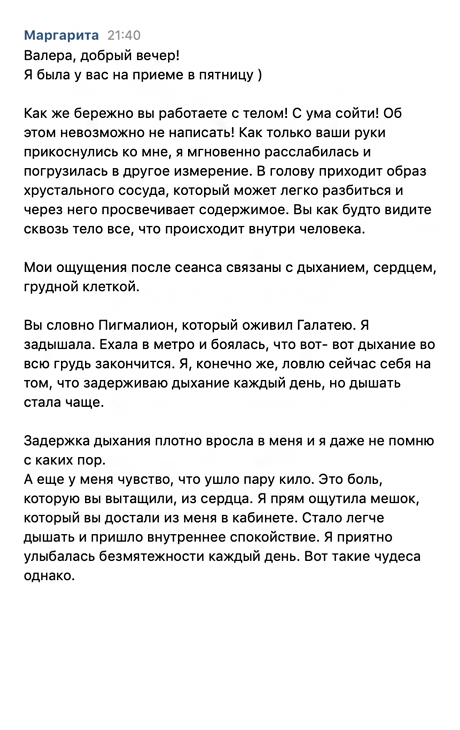 Маргарита 21:40
Валера, добрый вечер!
Я была у вас на приеме в пятницу )
Как же бережно вы работаете с телом! С ума сойти! Об
этом невозможно не написать! Как только ваши руки
прикоснулись ко мне, я мгновенно расслабилась и
погрузилась в другое измерение. В голову приходит образ
хрустального сосуда, который может легко разбиться и
через него просвечивает содержимое. Вы как будто видите
сквозь тело все, что происходит внутри человека.
Мои ощущения после сеанса связаны с дыханием, сердцем,
грудной клеткой.
Вы словно Пигмалион, который оживил Галатею. Я
задышала. Ехала в метро и боялась, что вот- вот дыхание во
всю грудь закончится. Я, конечно же, ловлю сейчас себя на
том, что задерживаю дыхание каждый день, но дышать
стала чаще.
Задержка дыхания плотно вросла в меня и я даже не помню
с каких пор.
А еще у меня чувство, что ушло пару кило. Это боль,
которую вы вытащили, из сердца. Я прям ощутила мешок,
который вы достали из меня в кабинете. Стало легче
дышать и пришло внутреннее спокойствие. Я приятно
улыбалась безмятежности каждый день. Вот такие чудеса
однако.